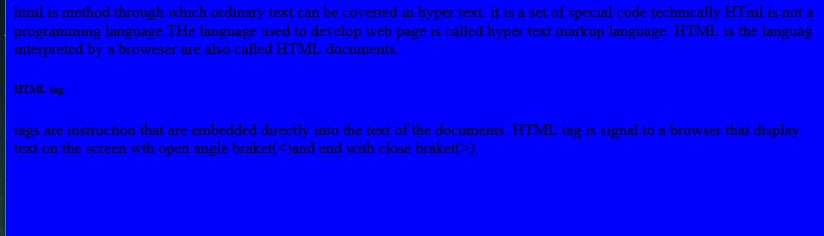 html is method through which ordinary text can be coverted in hyper text. it is a set of special code technically HTml is not a
programming language.THe language used to develop web page is called hyper text markup language. HTML is the languag
interpreted by a broweser are also called HTML documents.
HTML tag
tags are instruction that are embedded directly into the text of the documents. HTML tag is signal to a browser that display
text on the screen wth open angle braket(<)and end with close braket(>)